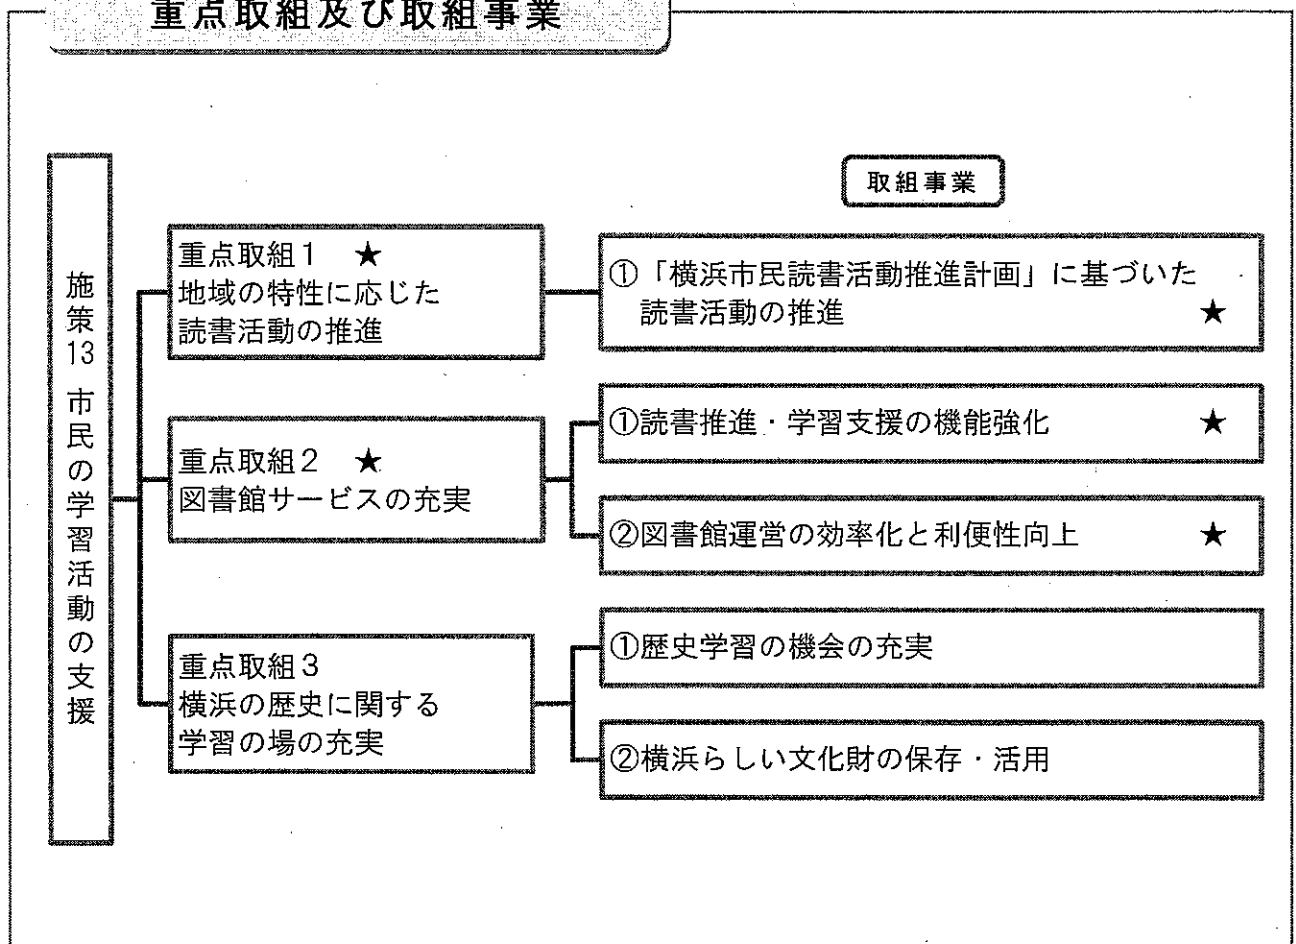 重点取組及び取組事業
取組事業
施策13 市民の学習活動の支援
重点取組1 ★
地域の特性に応じた
読書活動の推進
①「横浜市民読書活動推進計画」に基づいた
読書活動の推進 ★
重点取組2 ★
図書館サービスの充実
①読書推進・学習支援の機能強化 ★
②図書館運営の効率化と利便性向上 ★
重点取組3
横浜の歴史に関する
学習の場の充実
①歴史学習の機会の充実
②横浜らしい文化財の保存・活用